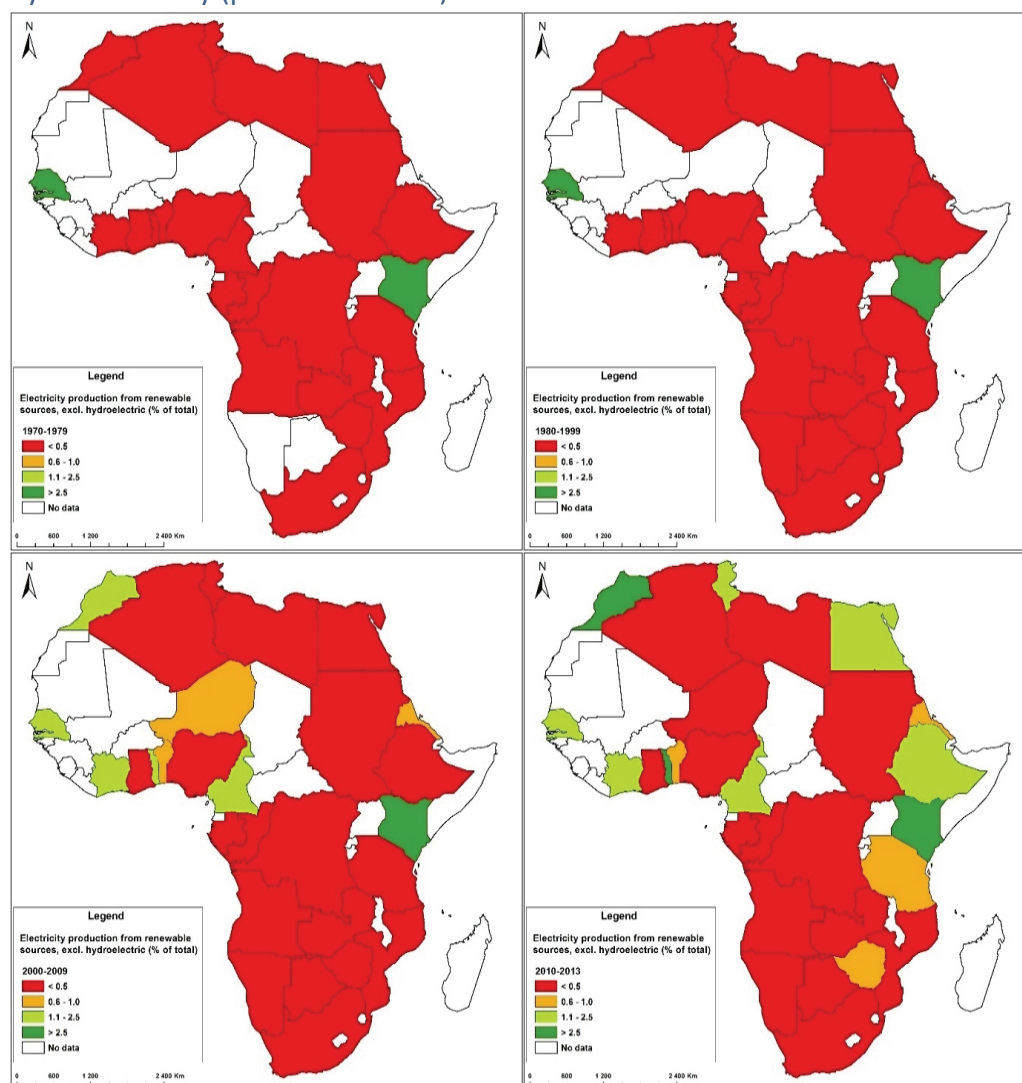 N
Legend
Electricity production from renewable
sources, excl. hydroelectric (% of total)
1970-1979
< 0.5
0.6 - 1.0
1.1 - 2.5
> 2.5
No data
0 600 1 200 2 400 Km
N
Legend
Electricity production from renewable
sources, excl. hydroelectric (% of total)
1980-1999
< 0.5
0.6 - 1.0
1.1 - 2.5
> 2.5
No data
0 600 1 200 2 400 Km
N
Legend
Electricity production from renewable
sources, excl. hydroelectric (% of total)
2000-2009
< 0.5
0.6 - 1.0
1.1 - 2.5
> 2.5
No data
0 600 1 200 2 400 Km
N
Legend
Electricity production from renewable
sources, excl. hydroelectric (% of total)
2010-2013
< 0.5
0.6 - 1.0
1.1 - 2.5
> 2.5
No data
0 600 1 200 2 400 Km